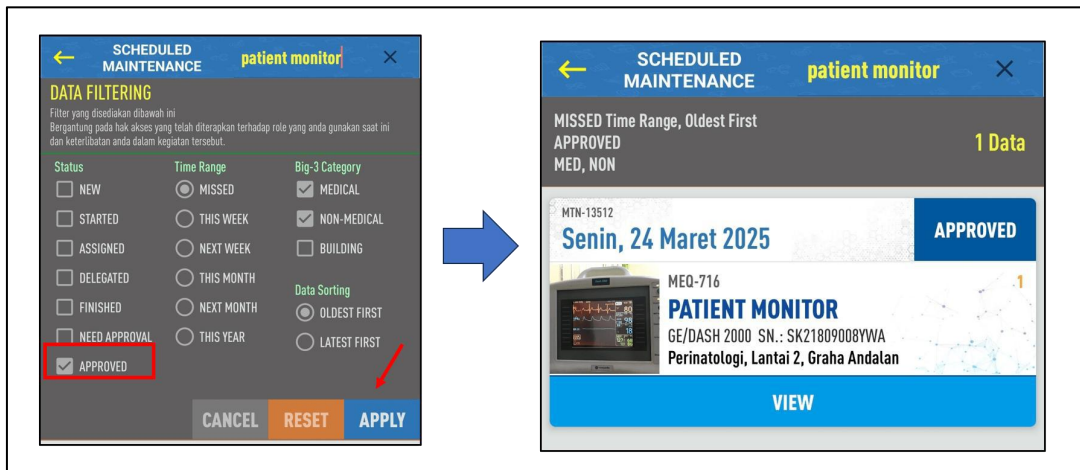 SCHEDULED
MAINTENANCE
patient monitor
DATA FILTERING
Filter yang disediakan dibawah ini
Bergantung pada hak akses yang telah diterapkan terhadap role yang anda gunakan saat ini
dan keterlibatan anda dalam kegiatan tersebut.
Status
NEW
STARTED
ASSIGNED
DELEGATED
FINISHED
NEED APPROVAL
APPROVED
Time Range
MISSED
THIS WEEK
NEXT WEEK
THIS MONTH
NEXT MONTH
THIS YEAR
Big-3 Category
MEDICAL
NON-MEDICAL
BUILDING
Data Sorting
OLDEST FIRST
LATEST FIRST
CANCEL RESET APPLY
SCHEDULED
MAINTENANCE
patient monitor
MISSED Time Range, Oldest First
APPROVED
MED, NON
1 Data
MTN-13512
Senin, 24 Maret 2025
APPROVED
MEQ-716
1
PATIENT MONITOR
GE/DASH 2000 SN.: SK21809008YWA
Perinatologi, Lantai 2, Graha Andalan
VIEW